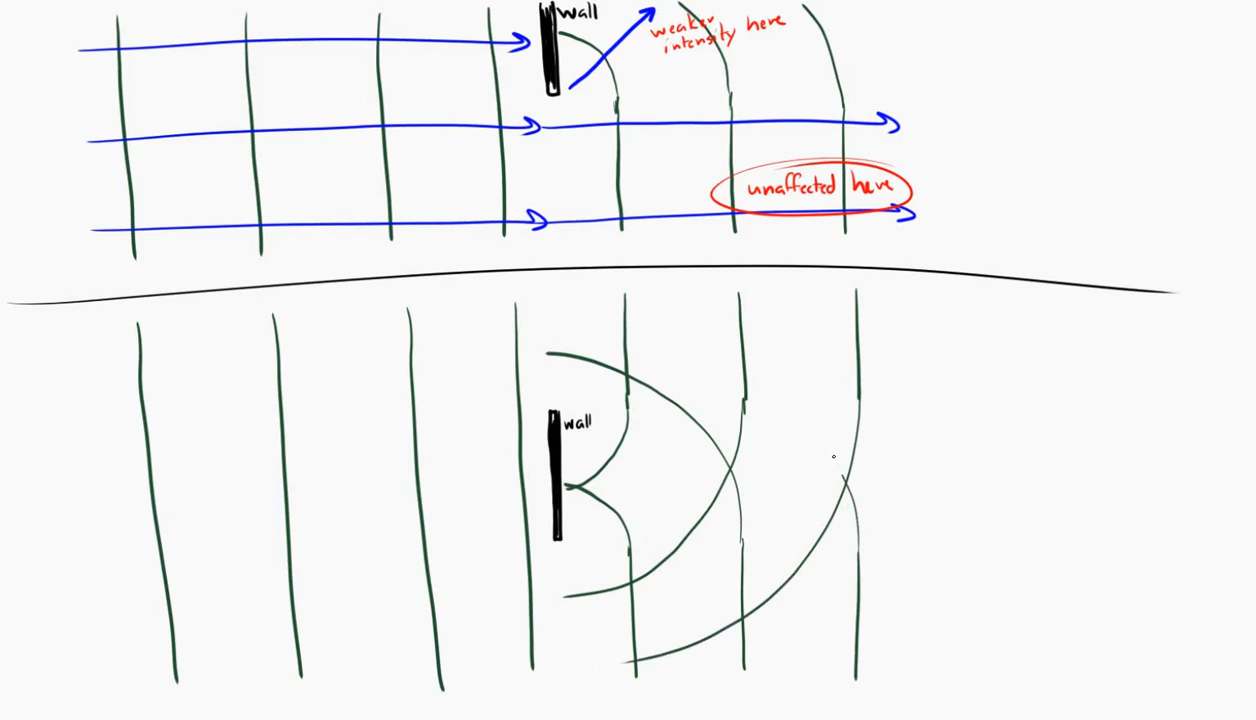 wall
weaker
intensity here
unaffected here
wall